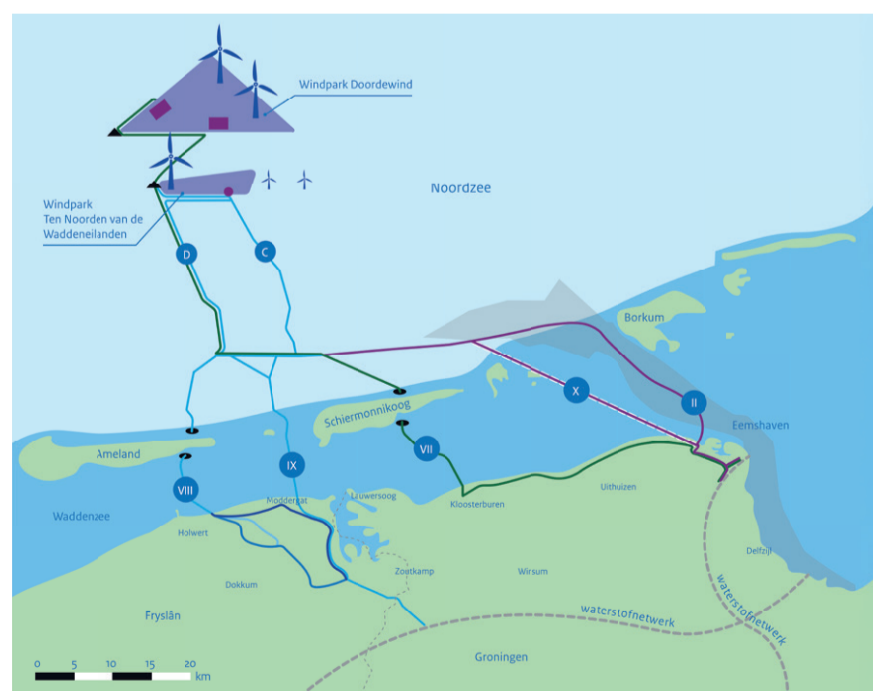 Windpark Doordewind
Noordzee
Windpark
Ten Noorden van de
Waddeneilanden
D
C
Borkum
X
II
Schiermonnikoog
Eemshaven
Ameland
VII
IX
VIII
Uithuizen
Moddergat
Lauwersoog
Kloosterburen
Waddenzee
Holwert
Delfzijl
Zoutkamp
Wirsum
Dokkum
waterstofnetwerk
waterstofnetwerk
Fryslân
Groningen
0 5 10 15 20
km